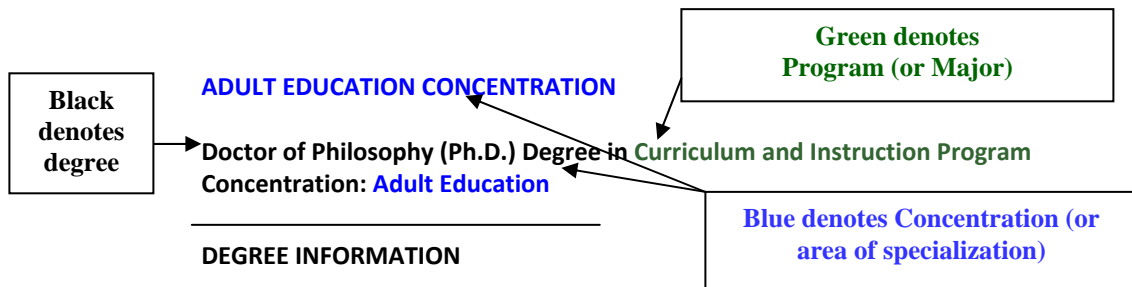 Green denotes
Program (or Major)
ADULT EDUCATION CONCENTRATION
Black
denotes
degree
Doctor of Philosophy (Ph.D.) Degree in Curriculum and Instruction Program
Concentration: Adult Education
Blue denotes Concentration (or
area of specialization)
DEGREE INFORMATION